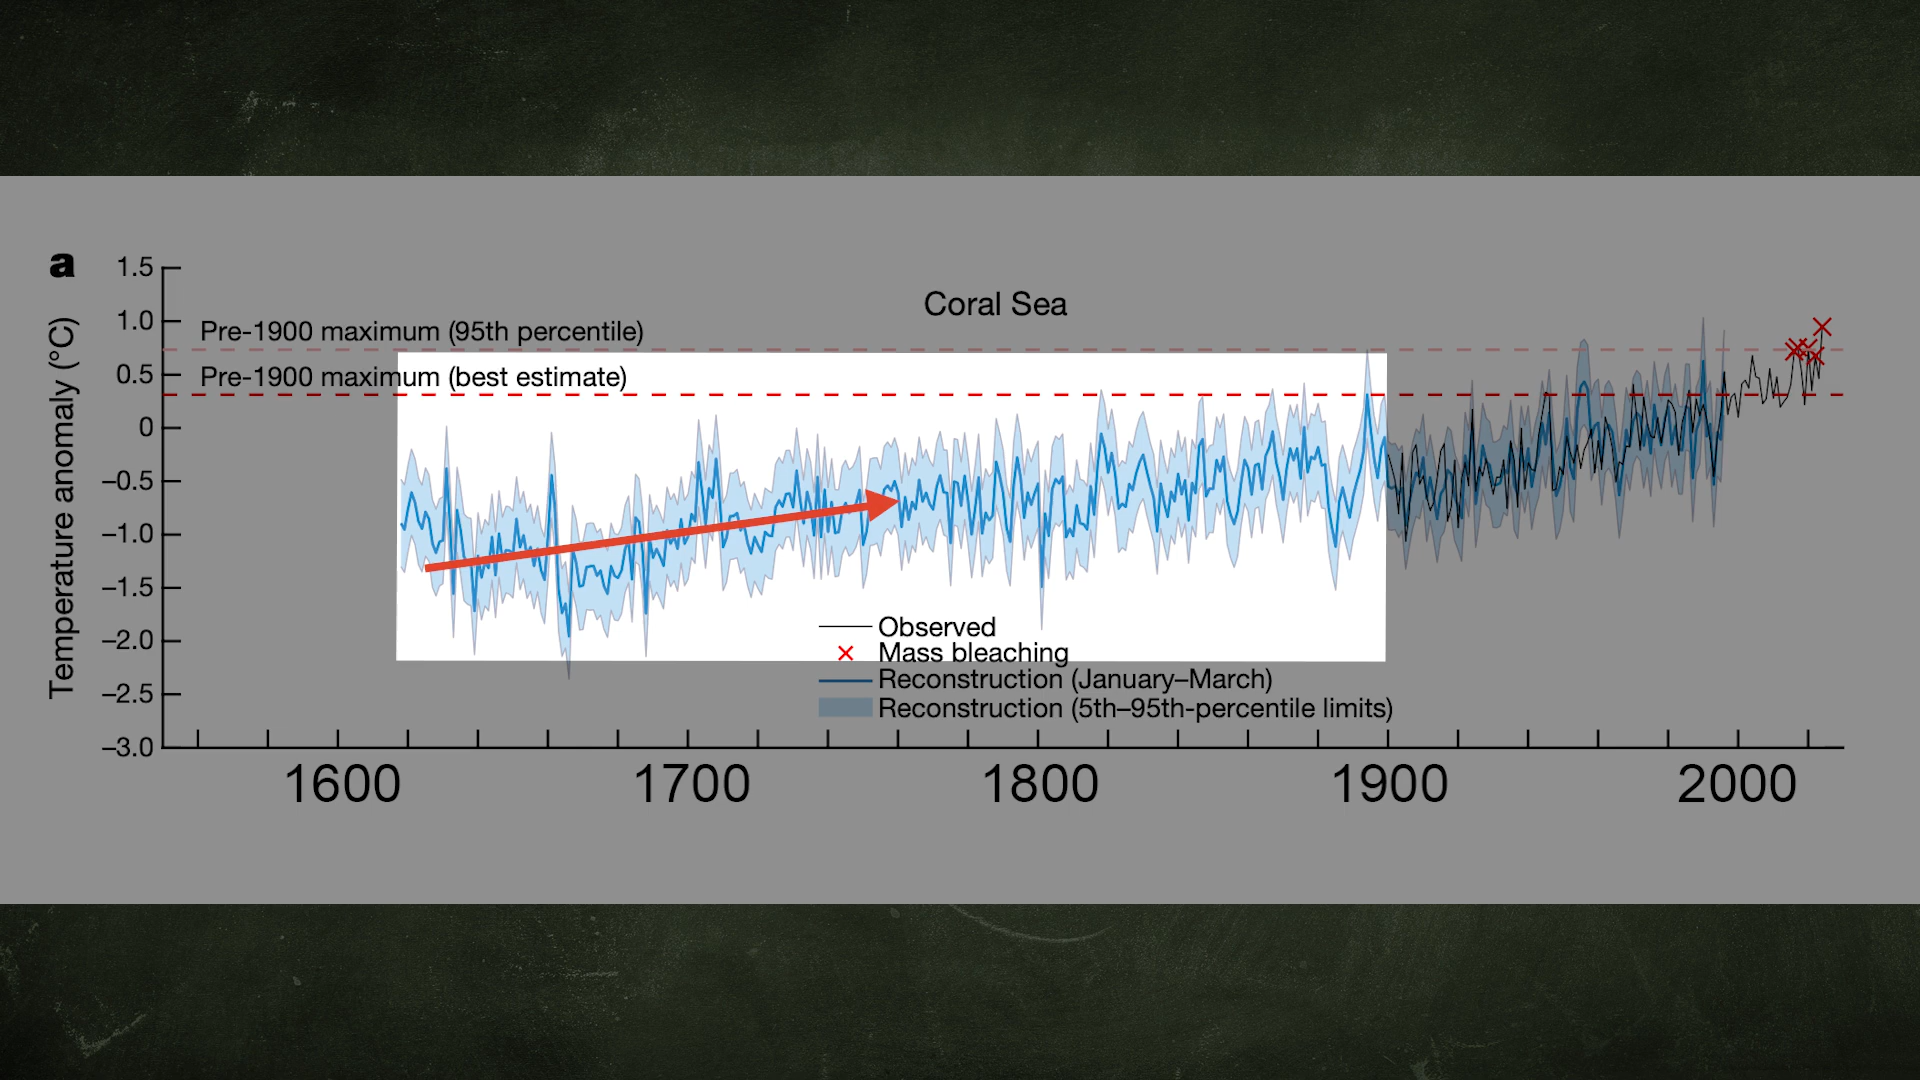 a
Coral Sea
Temperature anomaly (°C)
1.5
1.0
0.5
0
−0.5
−1.0
−1.5
−2.0
−2.5
−3.0
Pre-1900 maximum (95th percentile)
Pre-1900 maximum (best estimate)
Observed
Mass bleaching
Reconstruction (January–March)
Reconstruction (5th–95th-percentile limits)
1600 1700 1800 1900 2000